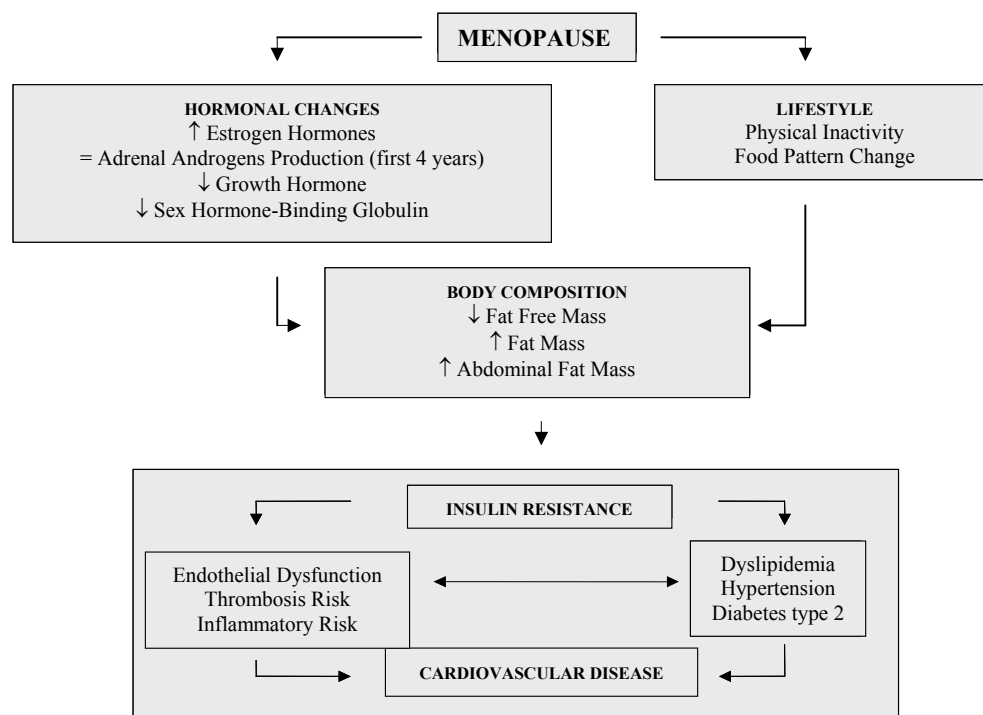 MENOPAUSE
HORMONAL CHANGES
↑ Estrogen Hormones
= Adrenal Androgens Production (first 4 years)
↓ Growth Hormone
↓ Sex Hormone-Binding Globulin
LIFESTYLE
Physical Inactivity
Food Pattern Change
BODY COMPOSITION
↓ Fat Free Mass
↑ Fat Mass
↑ Abdominal Fat Mass
INSULIN RESISTANCE
Endothelial Dysfunction
Thrombosis Risk
Inflammatory Risk
Dyslipidemia
Hypertension
Diabetes type 2
CARDIOVASCULAR DISEASE